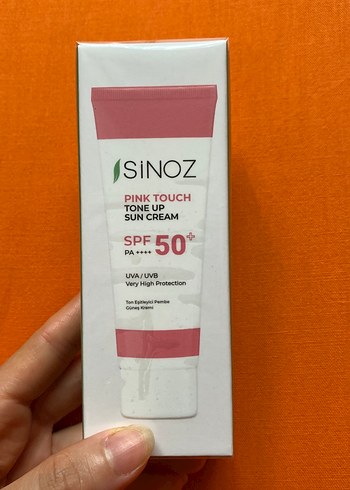 SiNOZ
PINK TOUCH
TONE UP
SUN CREAM
SPF 50+
PA ++++
UVA / UVB
Very High Protection
Ton Eşitleyici Pembe
Güneş Kremi